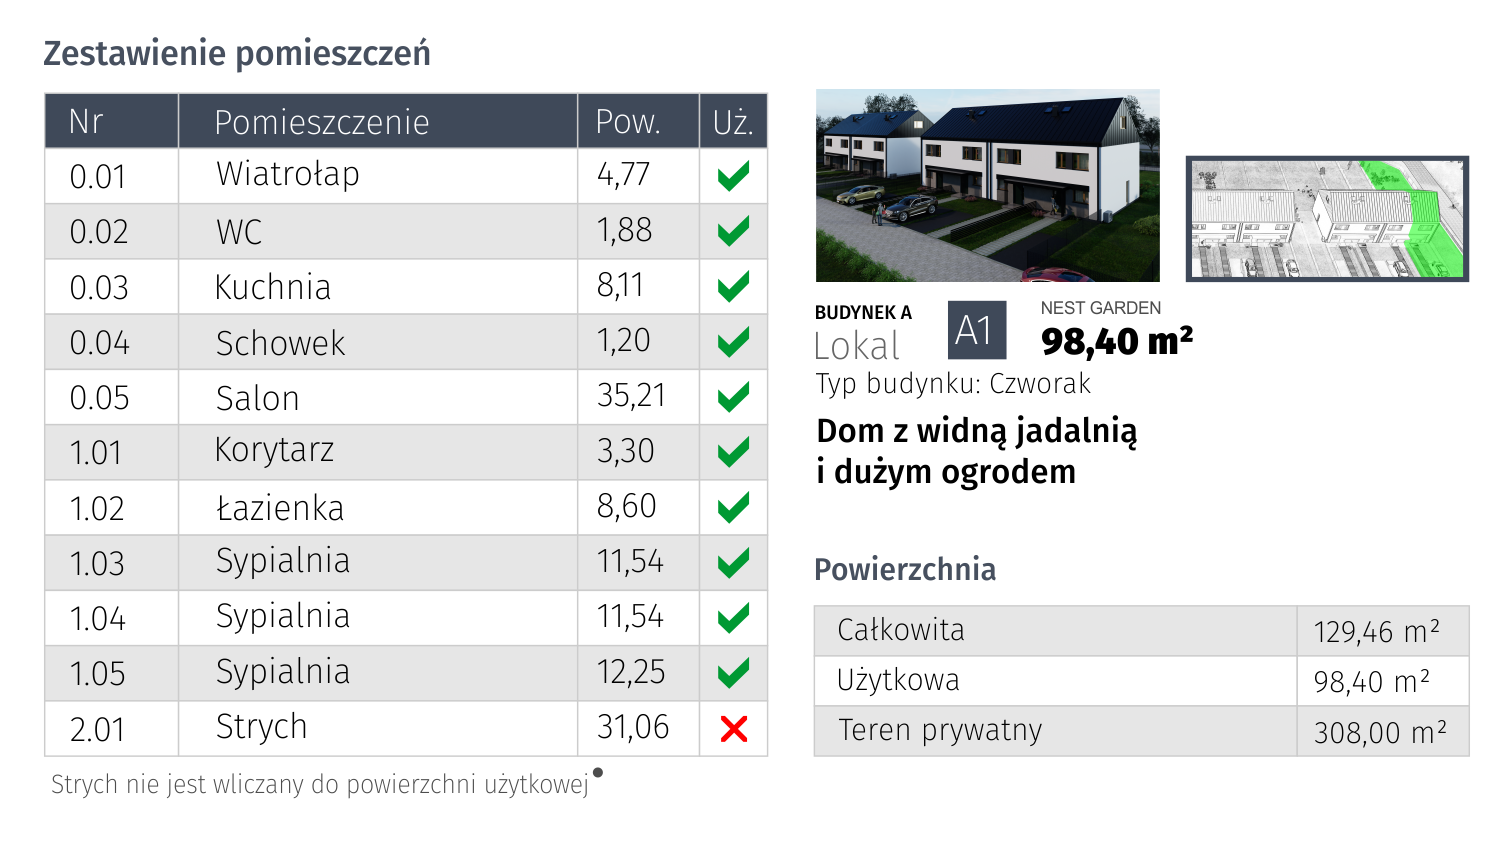 Zestawienie pomieszczeń
Nr Pomieszczenie Pow. Uż.
0.01 Wiatrołap 4,77
0.02 WC 1,88
0.03 Kuchnia 8,11
0.04 Schowek 1,20
0.05 Salon 35,21
1.01 Korytarz 3,30
1.02 Łazienka 8,60
1.03 Sypialnia 11,54
1.04 Sypialnia 11,54
1.05 Sypialnia 12,25
2.01 Strych 31,06
Strych nie jest wliczany do powierzchni użytkowej
BUDYNEK A
Lokal
A1
NEST GARDEN
98,40 m²
Typ budynku: Czworak
Dom z widną jadalnią
i dużym ogrodem
Powierzchnia
Całkowita 129,46 m²
Użytkowa 98,40 m²
Teren prywatny 308,00 m²